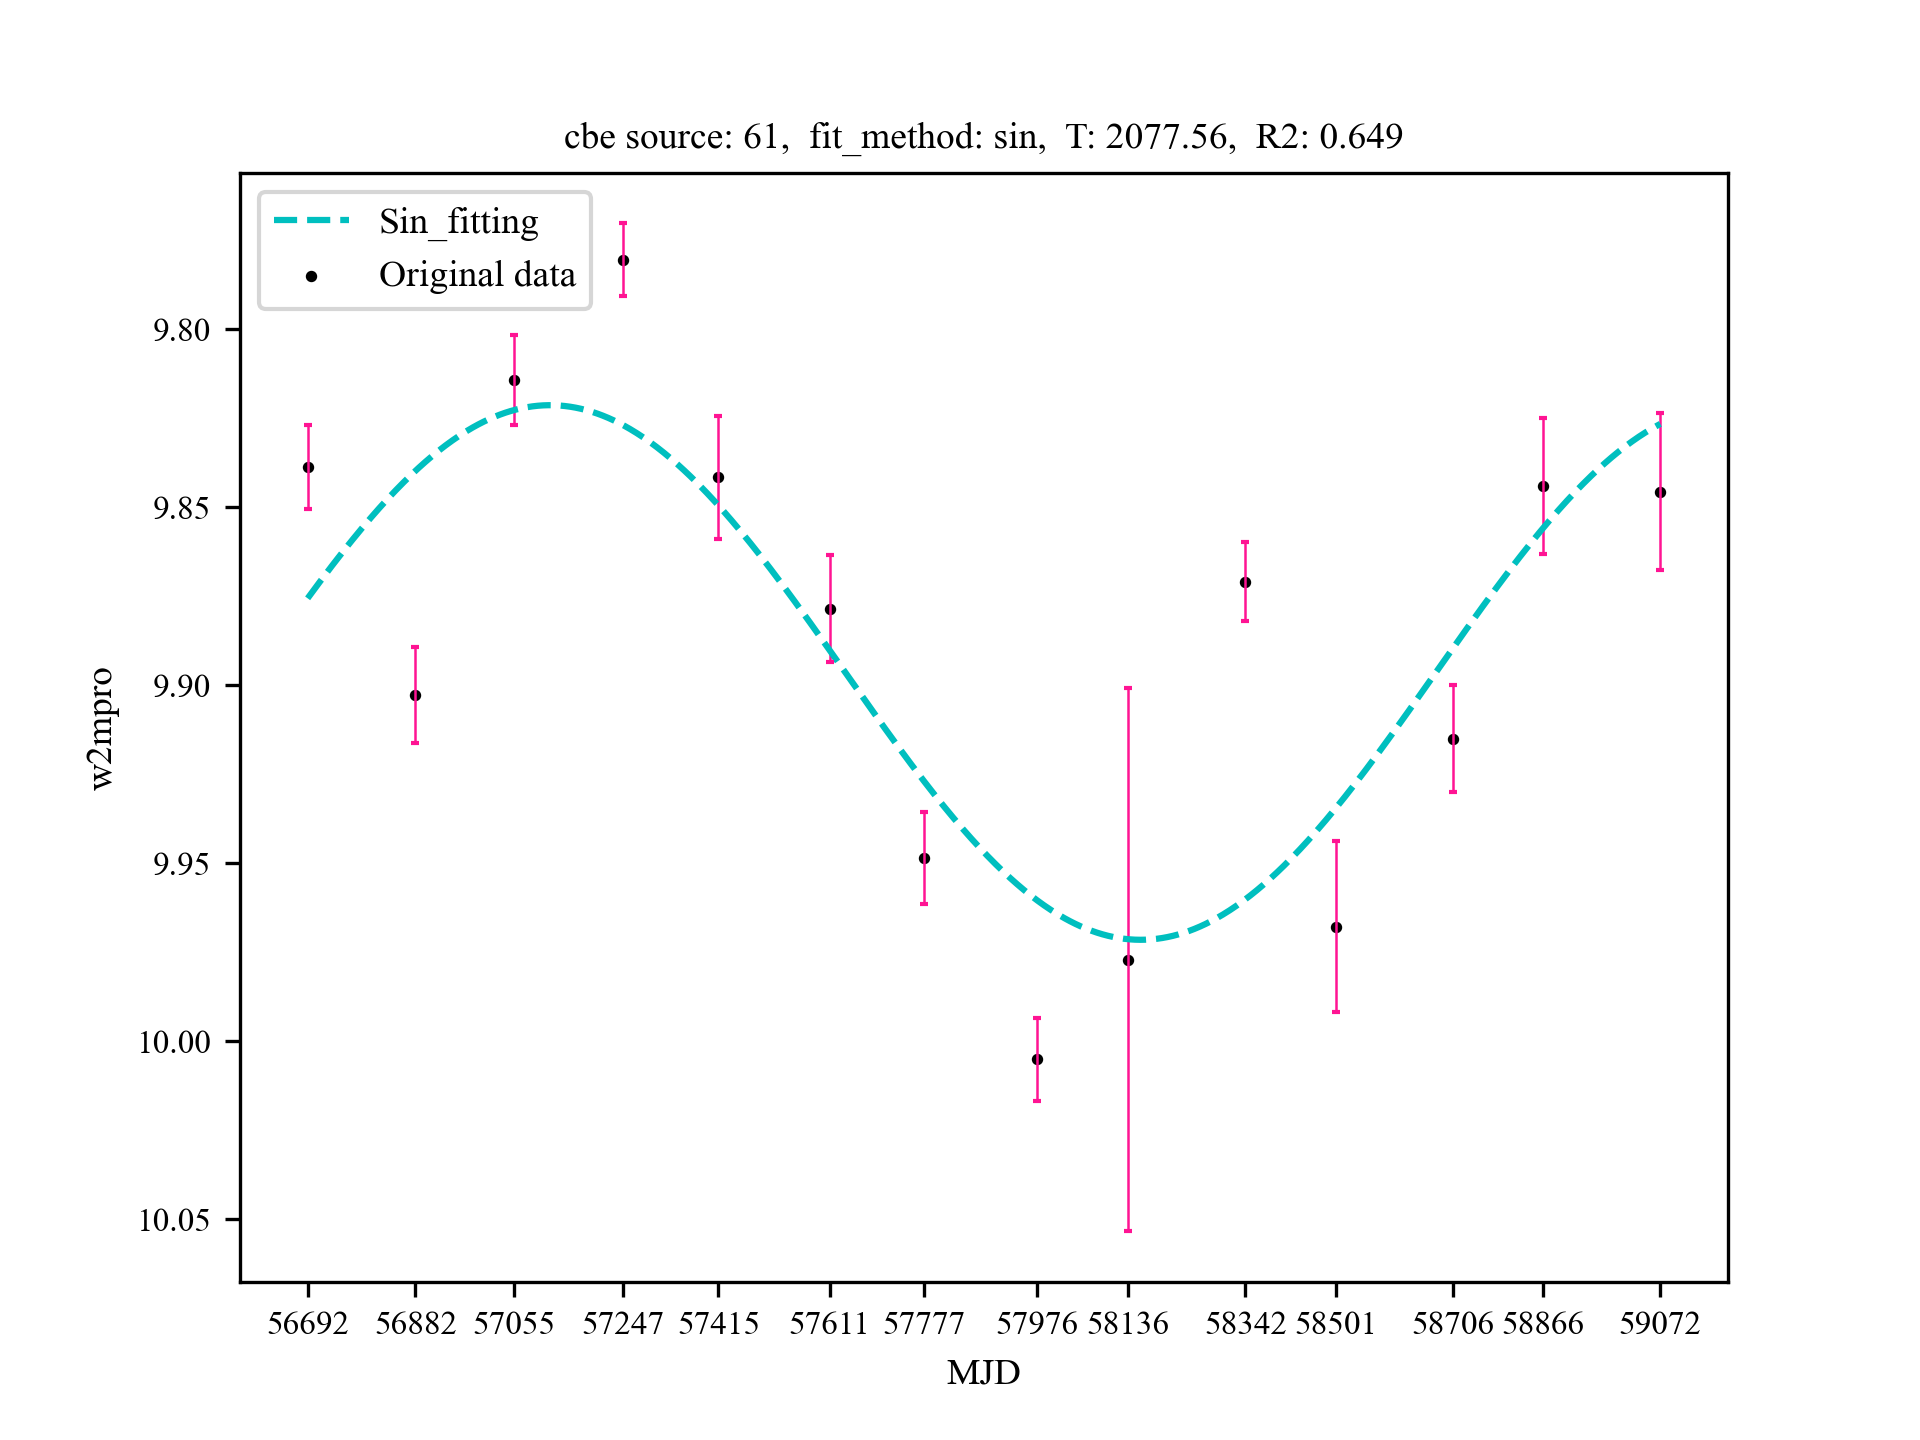 cbe source: 61,  fit_method: sin,  T: 2077.56,  R2: 0.649
Sin_fitting
Original data
9.80
9.85
9.90
9.95
10.00
10.05
w2mpro
56692 56882 57055 57247 57415 57611 57777 57976 58136 58342 58501 58706 58866 59072
MJD